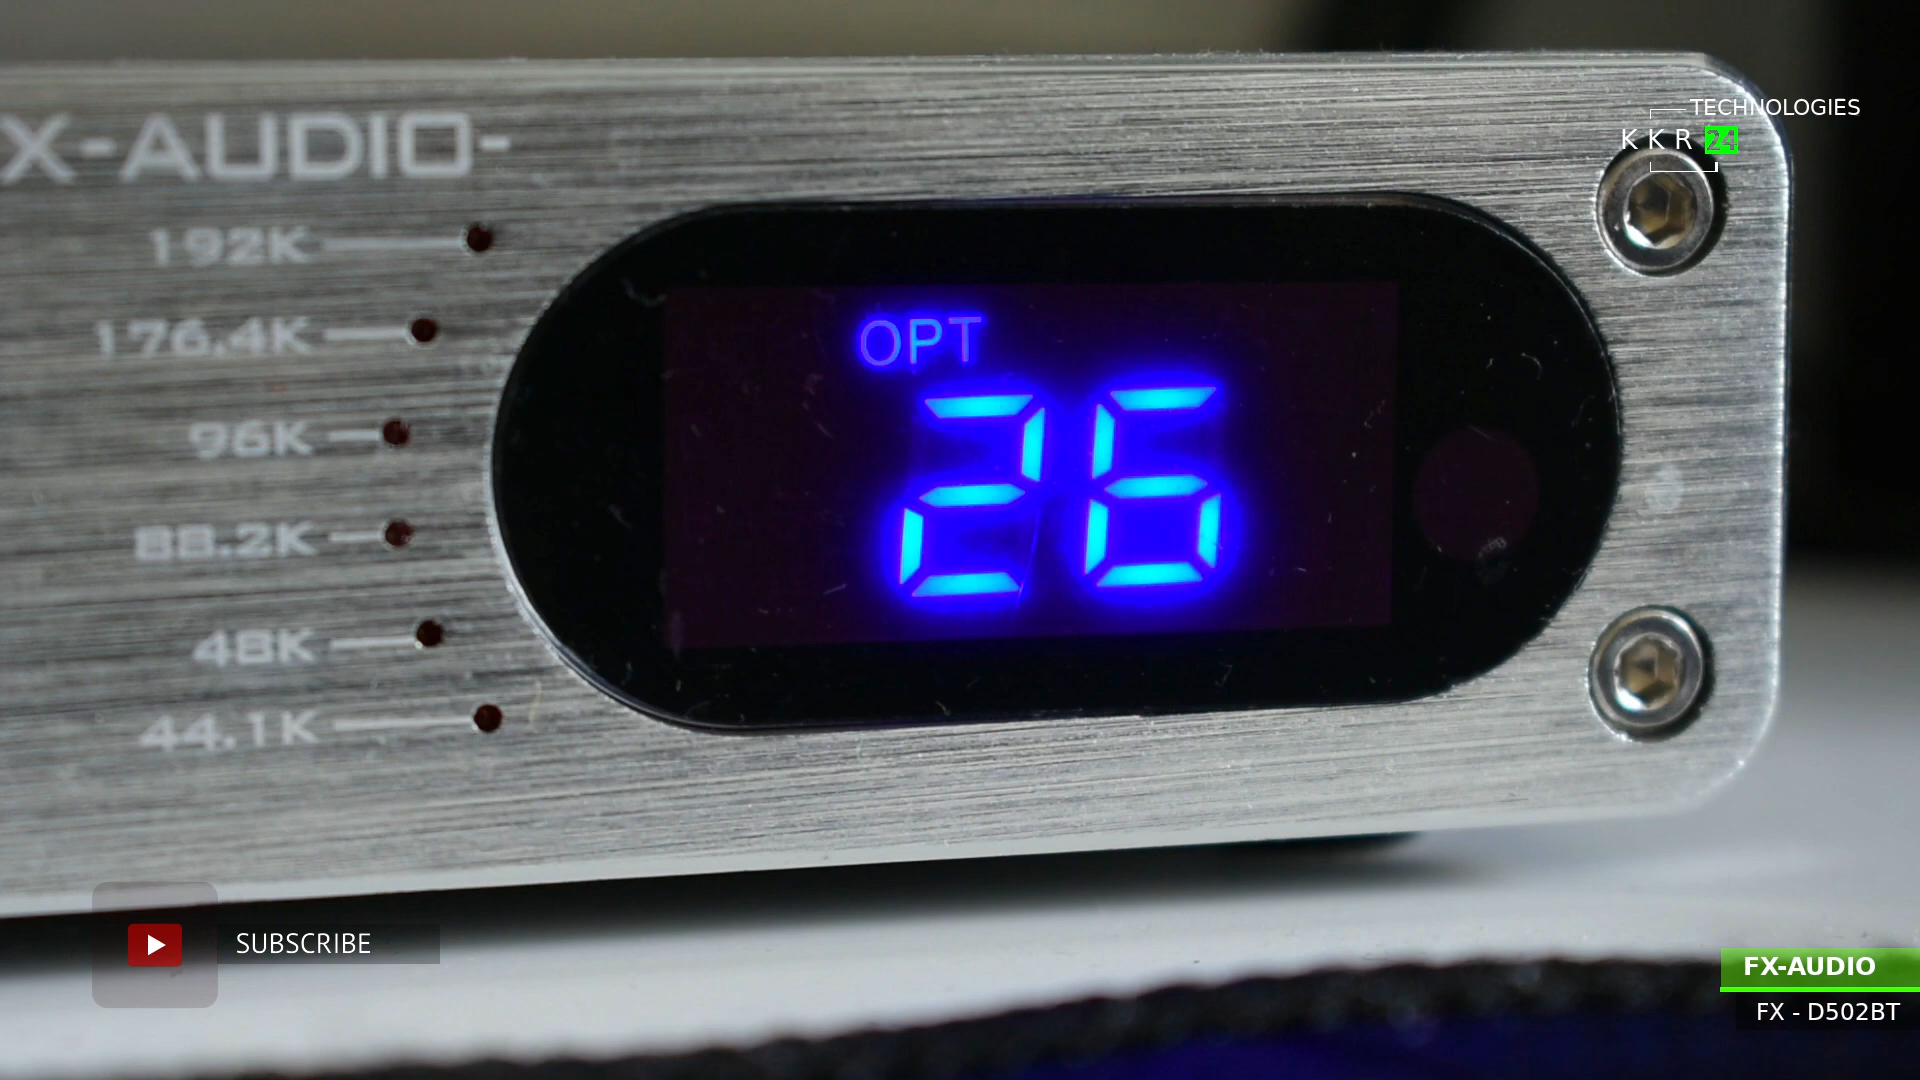 TECHNOLOGIES
KKR 24
X-AUDIO-
192K
176.4K
96K
88.2K
48K
44.1K
OPT
26
SUBSCRIBE
FX-AUDIO
FX - D502BT